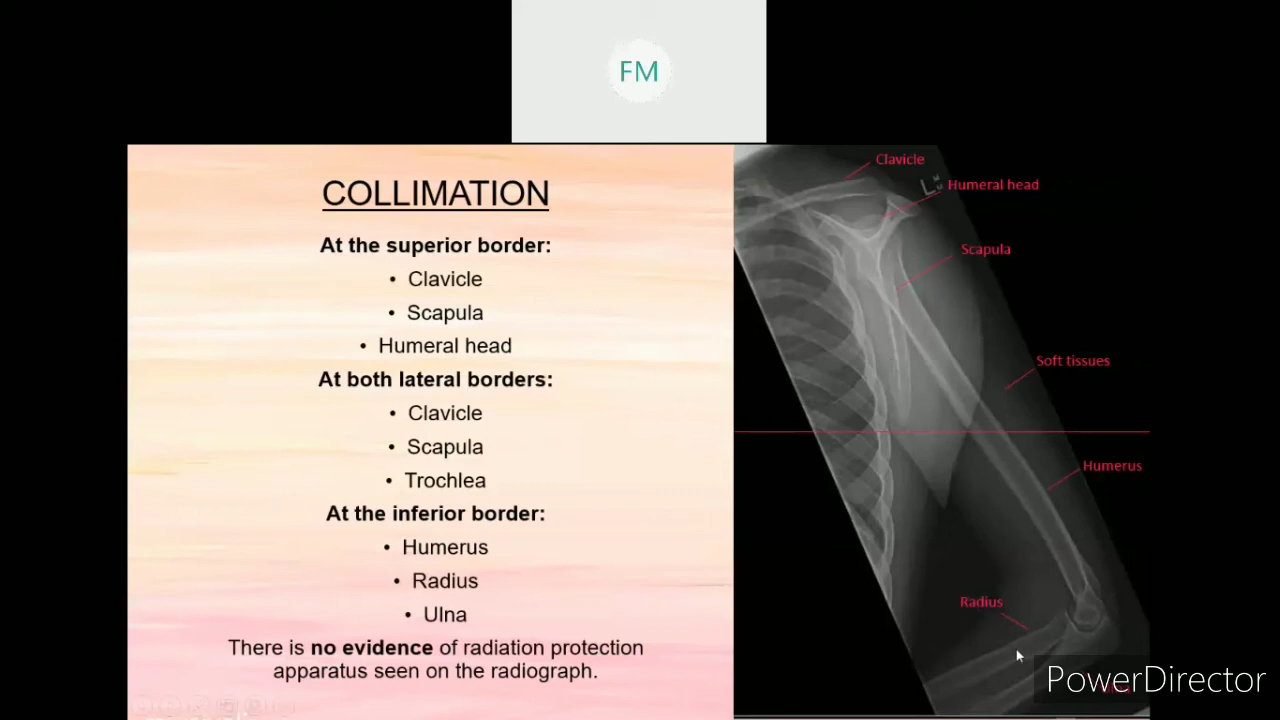 FM
COLLIMATION
At the superior border:
• Clavicle
• Scapula
• Humeral head
At both lateral borders:
• Clavicle
• Scapula
• Trochlea
At the inferior border:
• Humerus
• Radius
• Ulna
There is no evidence of radiation protection
apparatus seen on the radiograph.
Clavicle
L
Humeral head
Scapula
Soft tissues
Humerus
Radius
PowerDirector